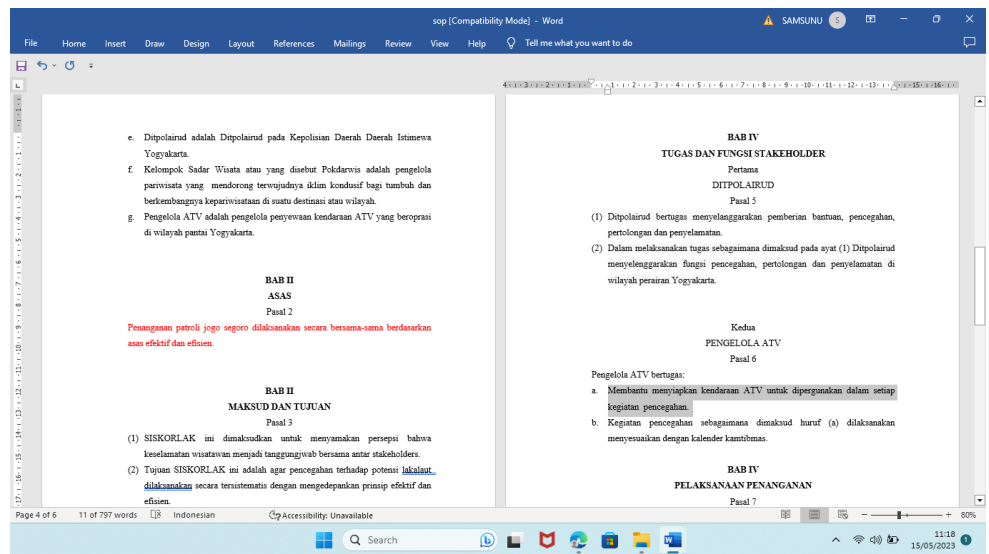 sop [Compatibility Mode] - Word
SAMSUNU S
File Home Insert Draw Design Layout References Mailings Review View Help Tell me what you want to do
e. Ditpolairud adalah Ditpolairud pada Kepolisian Daerah Daerah Istimewa
Yogyakarta.
f. Kelompok Sadar Wisata atau yang disebut Pokdarwis adalah pengelola
pariwisata yang mendorong terwujudnya iklim kondusif bagi tumbuh dan
berkembangnya kepariwisataan di suatu destinasi atau wilayah.
g. Pengelola ATV adalah pengelola penyewaan kendaraan ATV yang beroprasi
di wilayah pantai Yogyakarta.
BAB II
ASAS
Pasal 2
Penanganan patroli jogo segoro dilaksanakan secara bersama-sama berdasarkan
asas efektif dan efisien.
BAB II
MAKSUD DAN TUJUAN
Pasal 3
(1) SISKORLAK ini dimaksudkan untuk menyamakan persepsi bahwa
keselamatan wisatawan menjadi tanggungjwab bersama antar stakeholders.
(2) Tujuan SISKORLAK ini adalah agar pencegahan terhadap potensi lakalaut
dilaksanakan secara tersistematis dengan mengedepankan prinsip efektif dan
efisien.
BAB IV
TUGAS DAN FUNGSI STAKEHOLDER
Pertama
DITPOLAIRUD
Pasal 5
(1) Ditpolairud bertugas menyelanggarakan pemberian bantuan, pencegahan,
pertolongan dan penyelamatan.
(2) Dalam melaksanakan tugas sebagaimana dimaksud pada ayat (1) Ditpolairud
menyelenggarakan fungsi pencegahan, pertolongan dan penyelamatan di
wilayah perairan Yogyakarta.
Kedua
PENGELOLA ATV
Pasal 6
Pengelola ATV bertugas:
a. Membantu menyiapkan kendaraan ATV untuk dipergunakan dalam setiap
kegiatan pencegahan.
b. Kegiatan pencegahan sebagaimana dimaksud huruf (a) dilaksanakan
menyesuaikan dengan kalender kamtibmas.
BAB IV
PELAKSANAAN PENANGANAN
Pasal 7
Page 4 of 6 11 of 797 words Indonesian Accessibility: Unavailable 80%
Search
11:18
15/05/2023 1